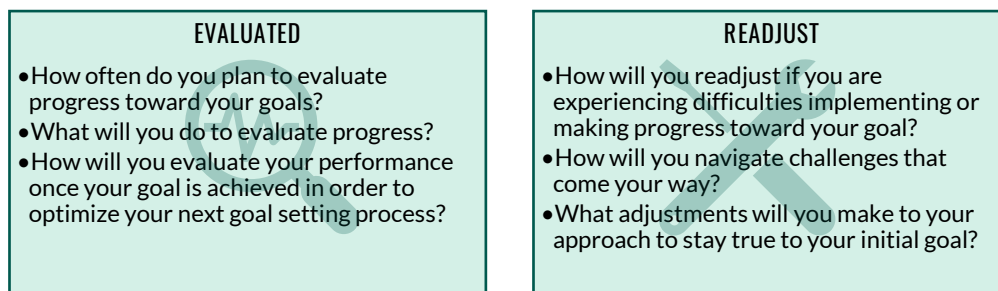 EVALUATED
•How often do you plan to evaluate
progress toward your goals?
•What will you do to evaluate progress?
•How will you evaluate your performance
once your goal is achieved in order to
optimize your next goal setting process?
READJUST
•How will you readjust if you are
experiencing difficulties implementing or
making progress toward your goal?
•How will you navigate challenges that
come your way?
•What adjustments will you make to your
approach to stay true to your initial goal?